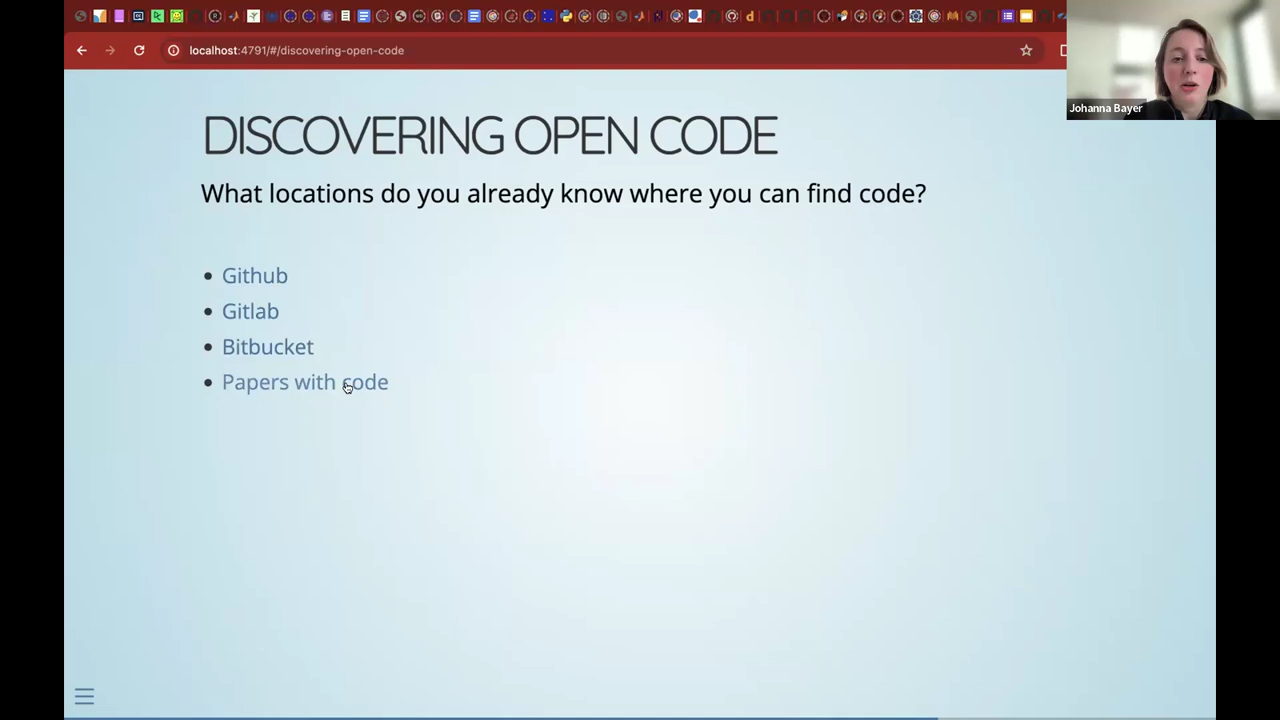 localhost:4791/#/discovering-open-code
Johanna Bayer
DISCOVERING OPEN CODE
What locations do you already know where you can find code?
Github
Gitlab
Bitbucket
Papers with code